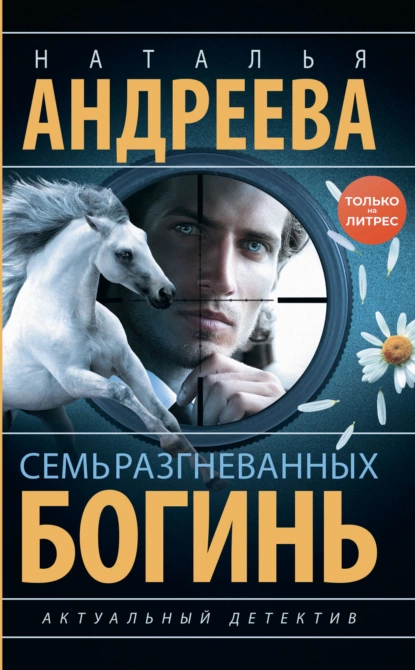 НАТАЛЬЯ
АНДРЕЕВА
ТОЛЬКО
на
ЛИТРЕС
СЕМЬ РАЗГНЕВАННЫХ
БОГИНЬ
АКТУАЛЬНЫЙ ДЕТЕКТИВ